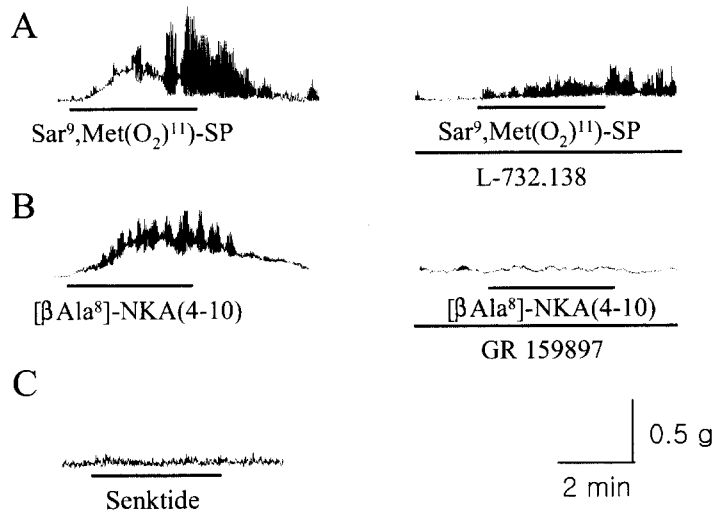 A
Sar⁹,Met(O₂)¹¹)-SP
Sar⁹,Met(O₂)¹¹)-SP
L-732.138
B
[βAla⁸]-NKA(4-10)
[βAla⁸]-NKA(4-10)
GR 159897
C
Senktide
0.5 g
2 min